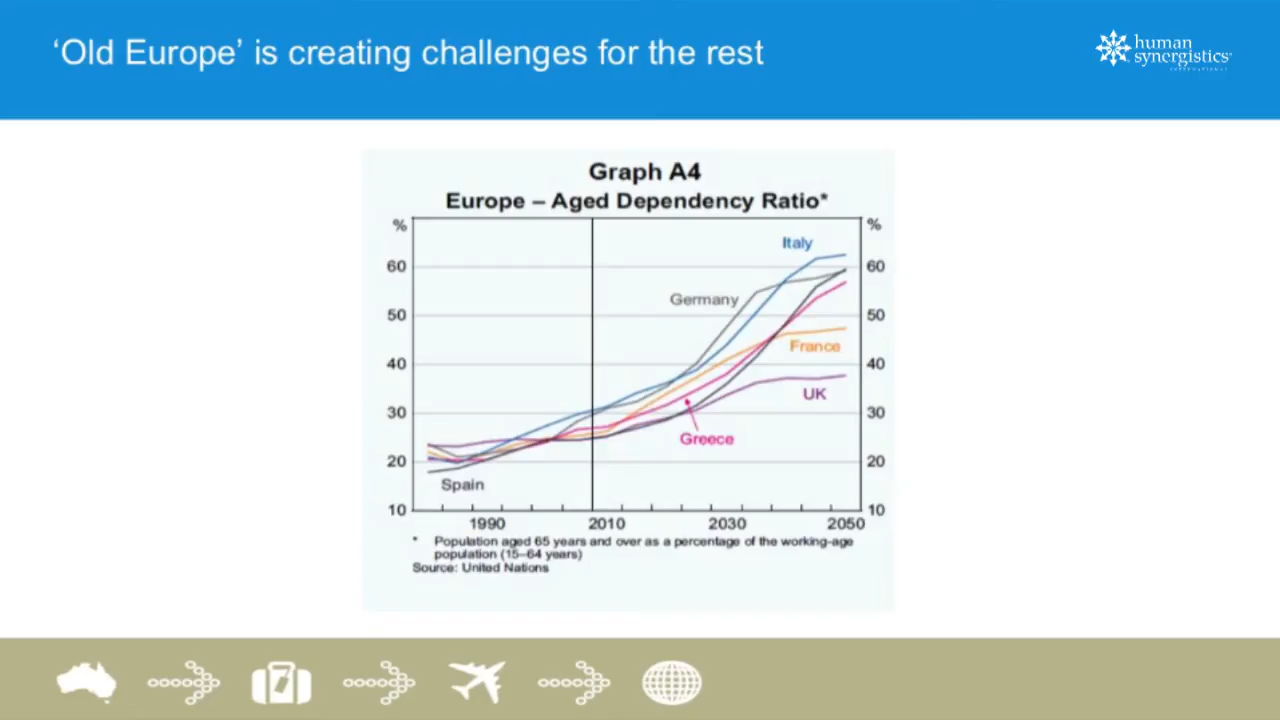 ‘Old Europe’ is creating challenges for the rest
human
synergistics
INTERNATIONAL
Graph A4
Europe – Aged Dependency Ratio*
% %
Italy
60 60
Germany
50 50
France
40 40
UK
30 30
Greece
20 20
Spain
10 10
1990 2010 2030 2050
* Population aged 65 years and over as a percentage of the working-age
population (15–64 years)
Source: United Nations